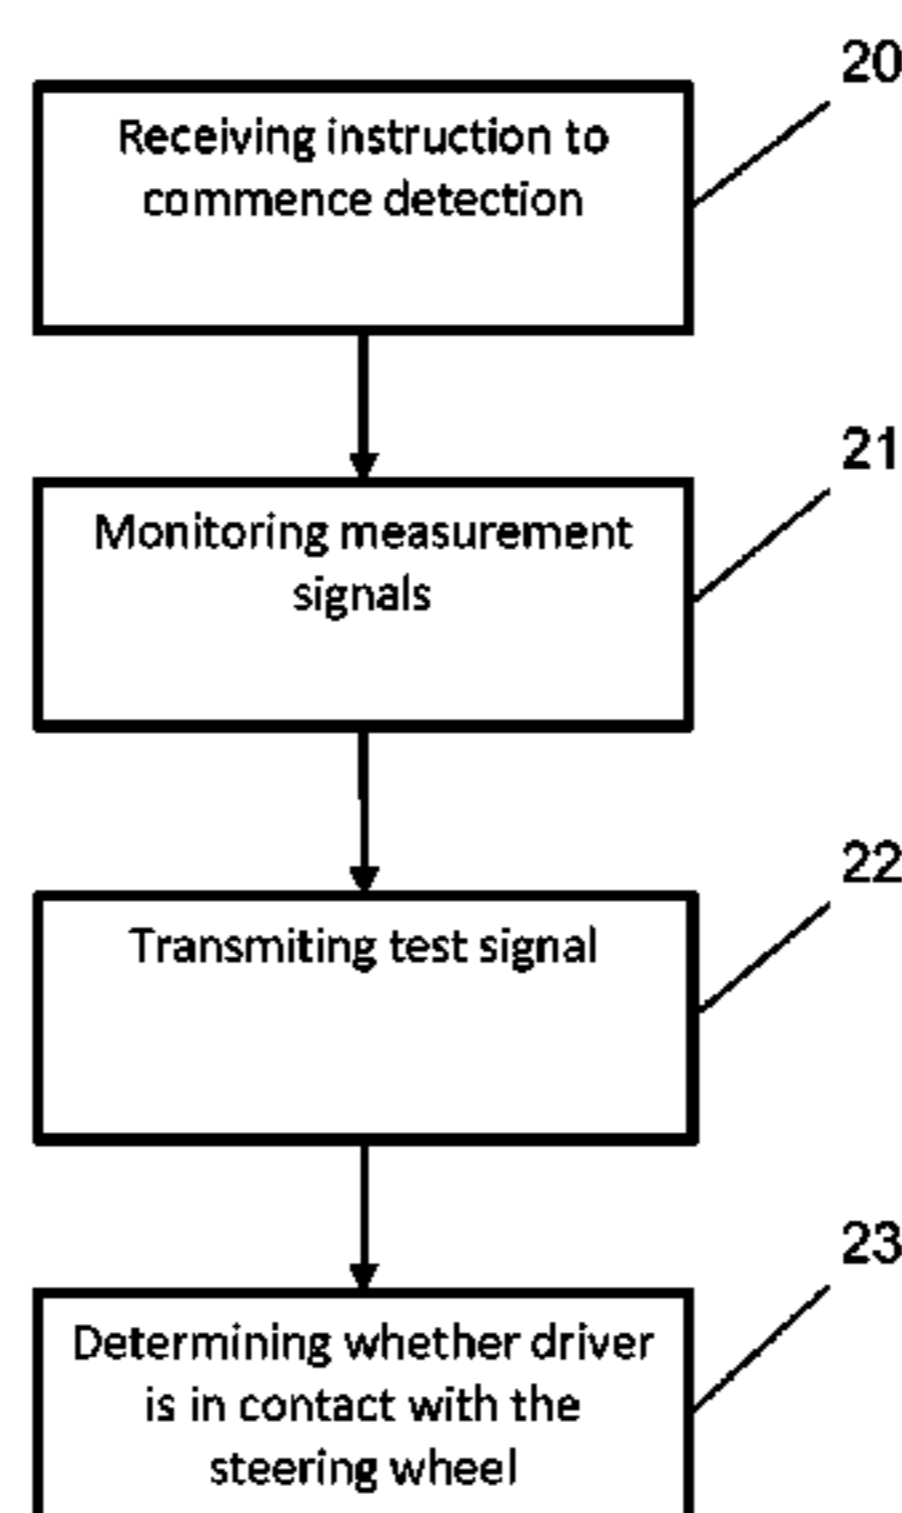 20
Receiving instruction to
commence detection
21
Monitoring measurement
signals
22
Transmiting test signal
23
Determining whether driver
is in contact with the
steering wheel